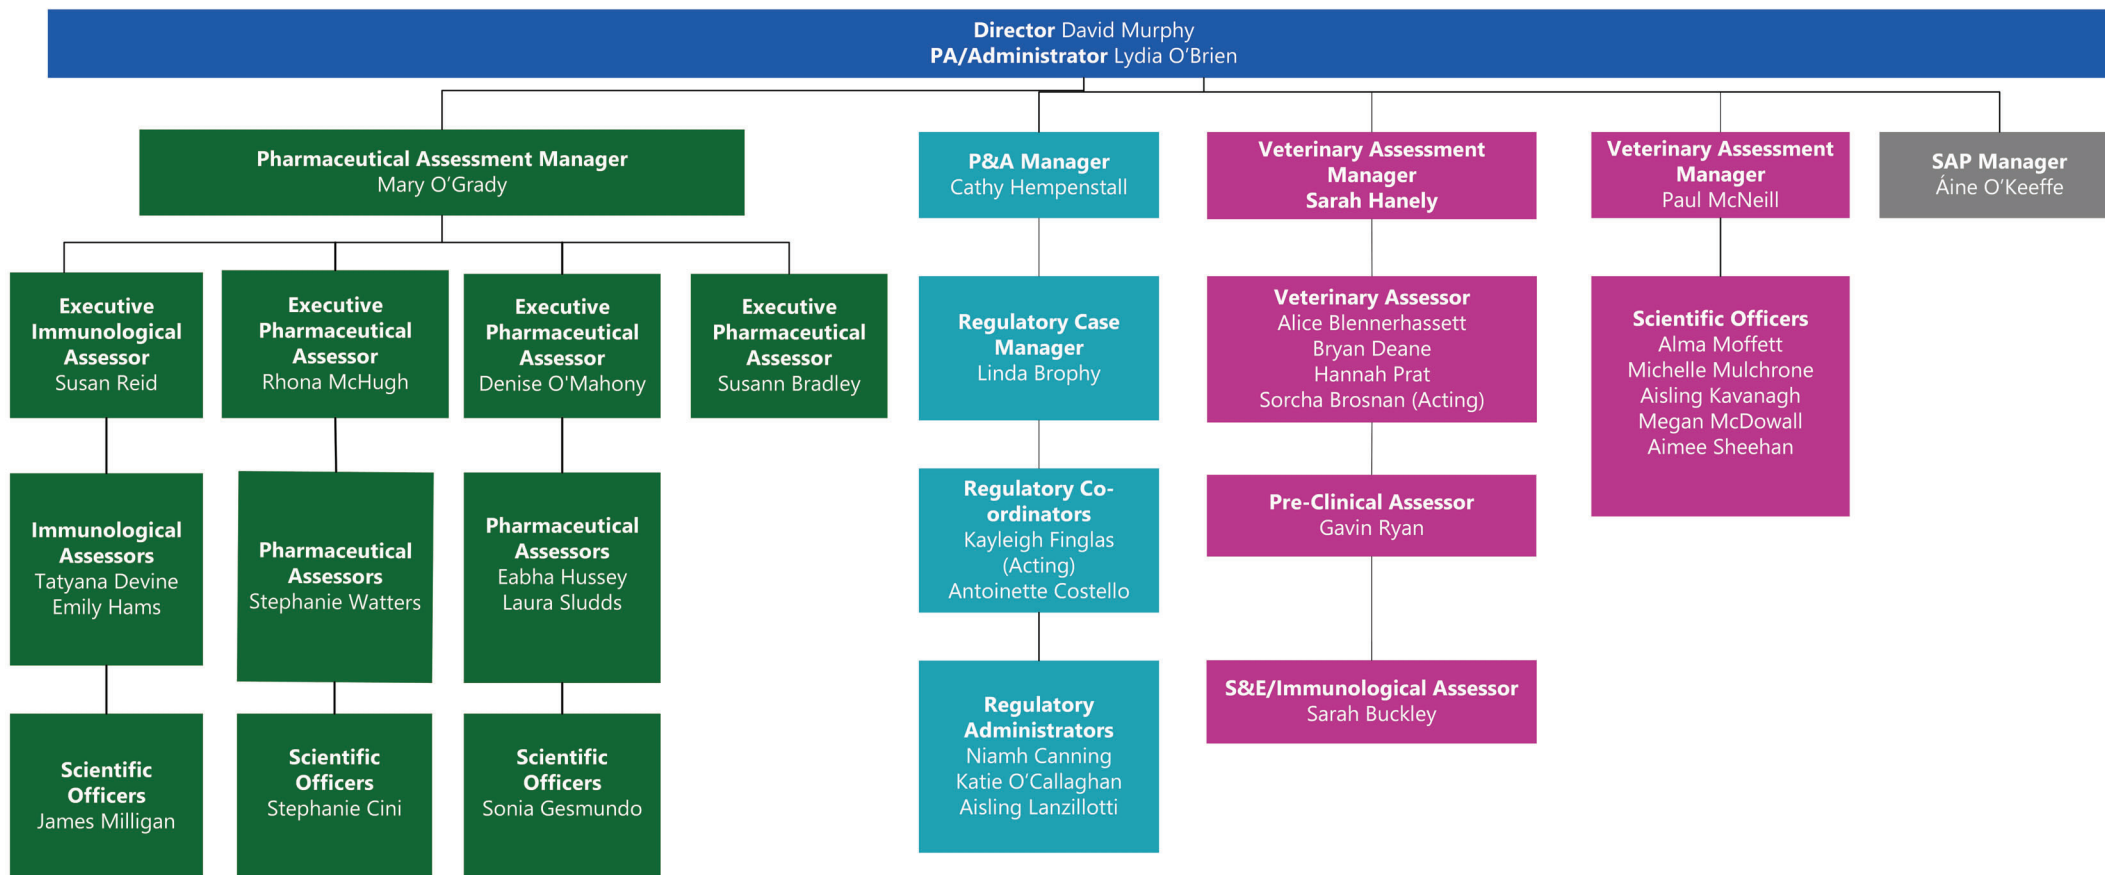 Director David Murphy
PA/Administrator Lydia O’Brien
Pharmaceutical Assessment Manager
Mary O’Grady
P&A Manager
Cathy Hempenstall
Veterinary Assessment
Manager
Sarah Hanely
Veterinary Assessment
Manager
Paul McNeill
SAP Manager
Áine O’Keeffe
Executive
Immunological
Assessor
Susan Reid
Executive
Pharmaceutical
Assessor
Rhona McHugh
Executive
Pharmaceutical
Assessor
Denise O'Mahony
Executive
Pharmaceutical
Assessor
Susann Bradley
Regulatory Case
Manager
Linda Brophy
Veterinary Assessor
Alice Blennerhassett
Bryan Deane
Hannah Prat
Sorcha Brosnan (Acting)
Scientific Officers
Alma Moffett
Michelle Mulchrone
Aisling Kavanagh
Megan McDowall
Aimee Sheehan
Immunological
Assessors
Tatyana Devine
Emily Hams
Pharmaceutical
Assessors
Stephanie Watters
Pharmaceutical
Assessors
Eabha Hussey
Laura Sludds
Regulatory Co-
ordinators
Kayleigh Finglas
(Acting)
Antoinette Costello
Pre-Clinical Assessor
Gavin Ryan
Scientific
Officers
James Milligan
Scientific
Officers
Stephanie Cini
Scientific
Officers
Sonia Gesmundo
Regulatory
Administrators
Niamh Canning
Katie O’Callaghan
Aisling Lanzillotti
S&E/Immunological Assessor
Sarah Buckley